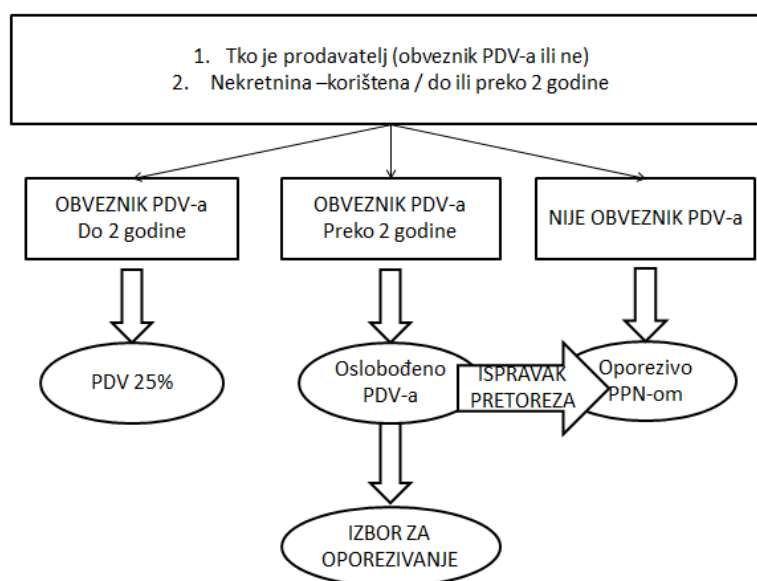 1. Tko je prodavatelj (obveznik PDV-a ili ne)
2. Nekretnina –korištena / do ili preko 2 godine
OBVEZNIK PDV-a
Do 2 godine
OBVEZNIK PDV-a
Preko 2 godine
NIJE OBVEZNIK PDV-a
PDV 25%
Oslobođeno
PDV-a
ISPRAVAK
PRETOREZA
Oporezivo
PPN-om
IZBOR ZA
OPOREZIVANJE